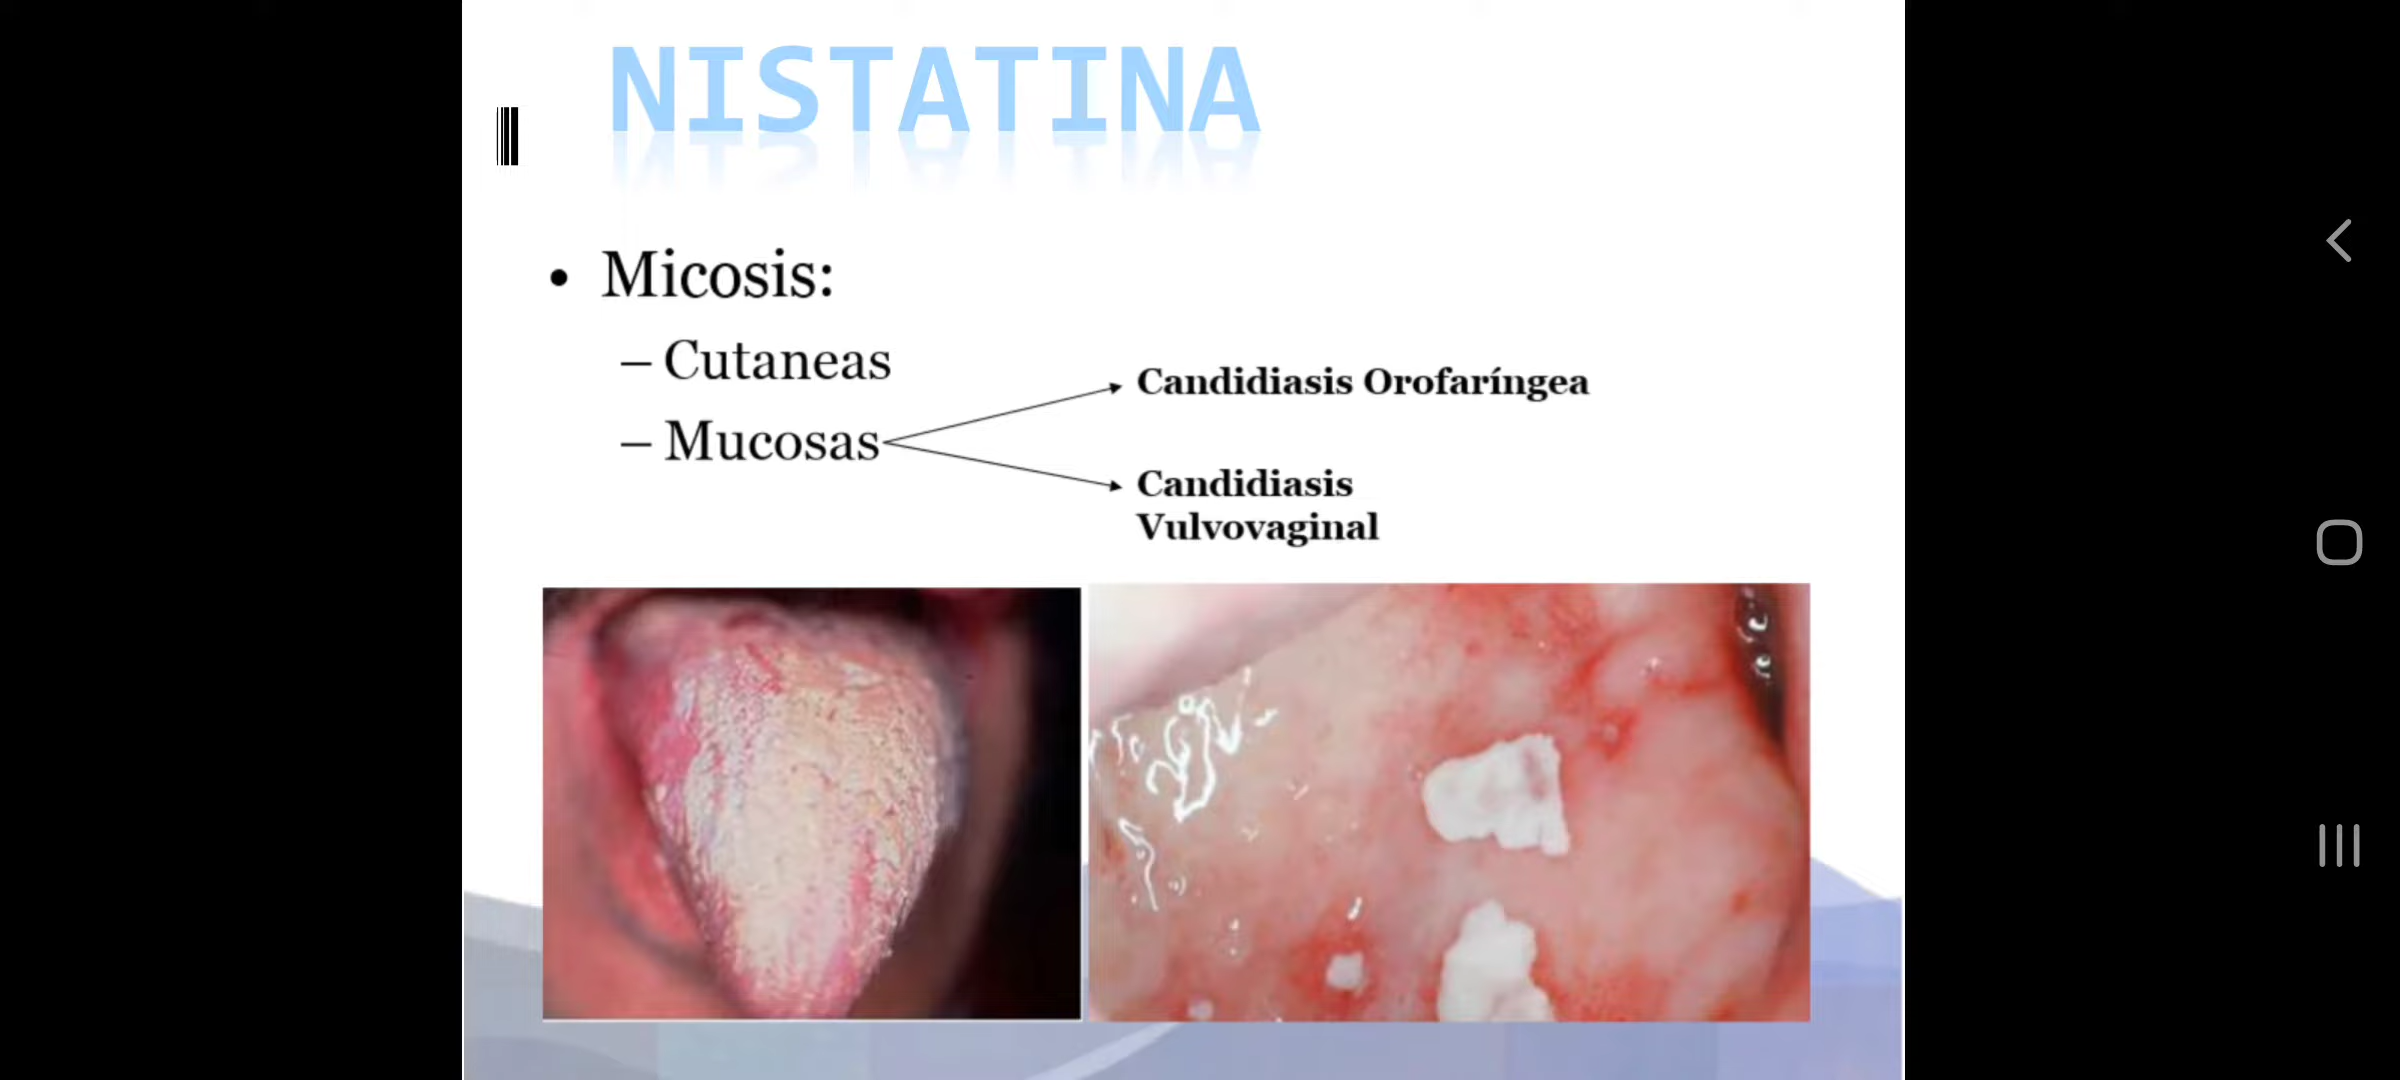 NISTATINA
• Micosis:
– Cutaneas
– Mucosas
Candidiasis Orofaríngea
Candidiasis
Vulvovaginal